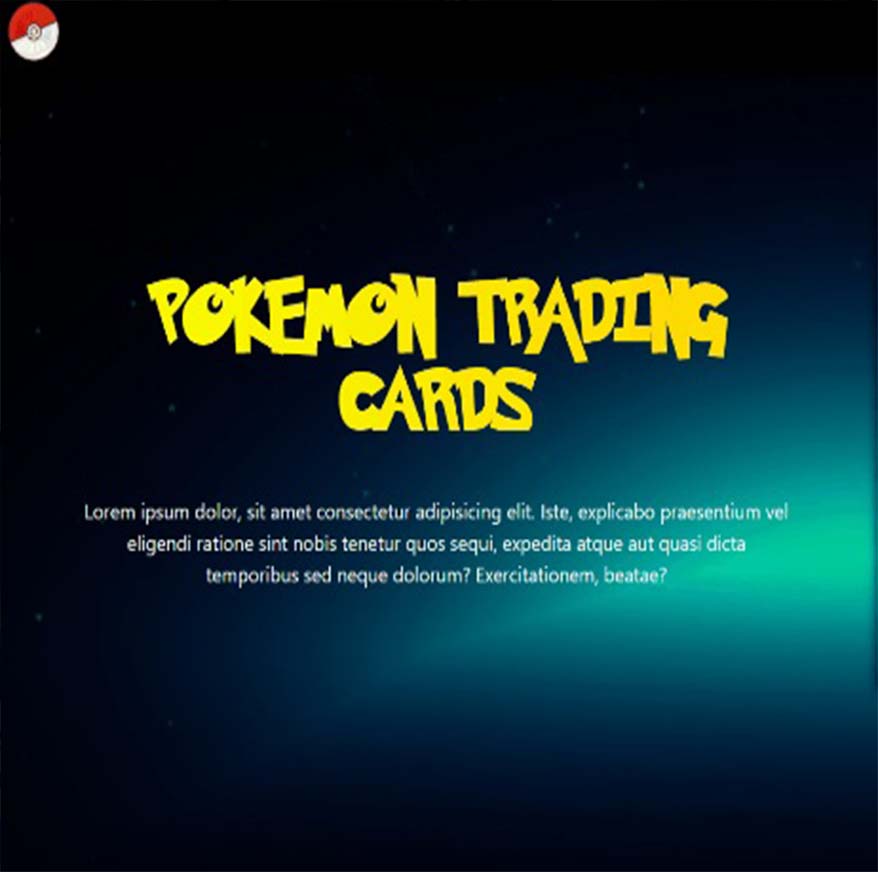 POKEMON TRADING
CARDS
Lorem ipsum dolor, sit amet consectetur adipisicing elit. Iste, explicabo praesentium vel
eligendi ratione sint nobis tenetur quos sequi, expedita atque aut quasi dicta
temporibus sed neque dolorum? Exercitationem, beatae?